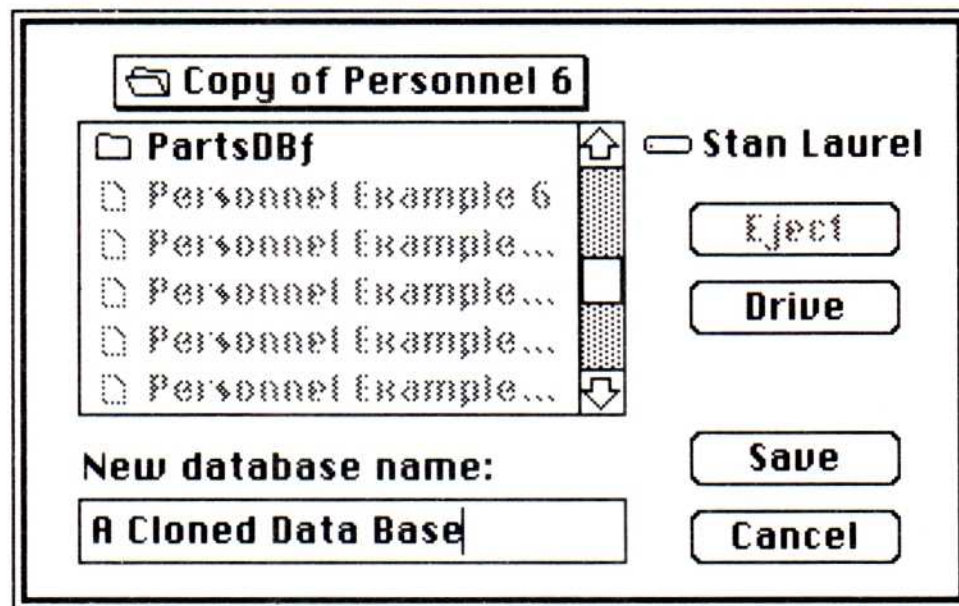 Copy of Personnel 6
PartsDBf
Personnel Example 6
Personnel Example...
Personnel Example...
Personnel Example...
Personnel Example...
Stan Laurel
Eject
Drive
New database name:
A Cloned Data Base
Save
Cancel